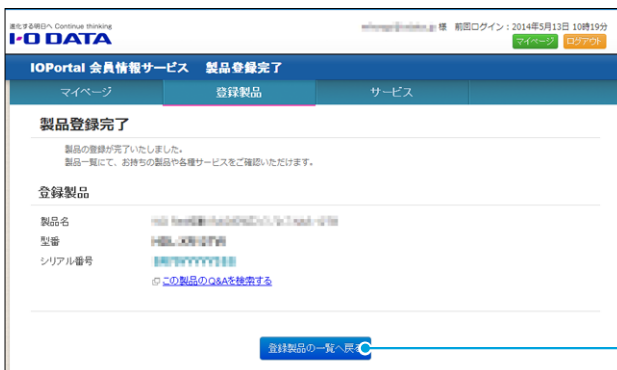 進化する明日へ Continue thinking
I-O DATA
様 前回ログイン：2014年5月13日 10時19分
マイページ ログアウト
IOPortal 会員情報サービス 製品登録完了
マイページ 登録製品 サービス
製品登録完了
製品の登録が完了いたしました。
製品一覧にて、お持ちの製品や各種サービスをご確認いただけます。
登録製品
製品名
型番
シリアル番号
この製品のQ&Aを検索する
登録製品の一覧へ戻る